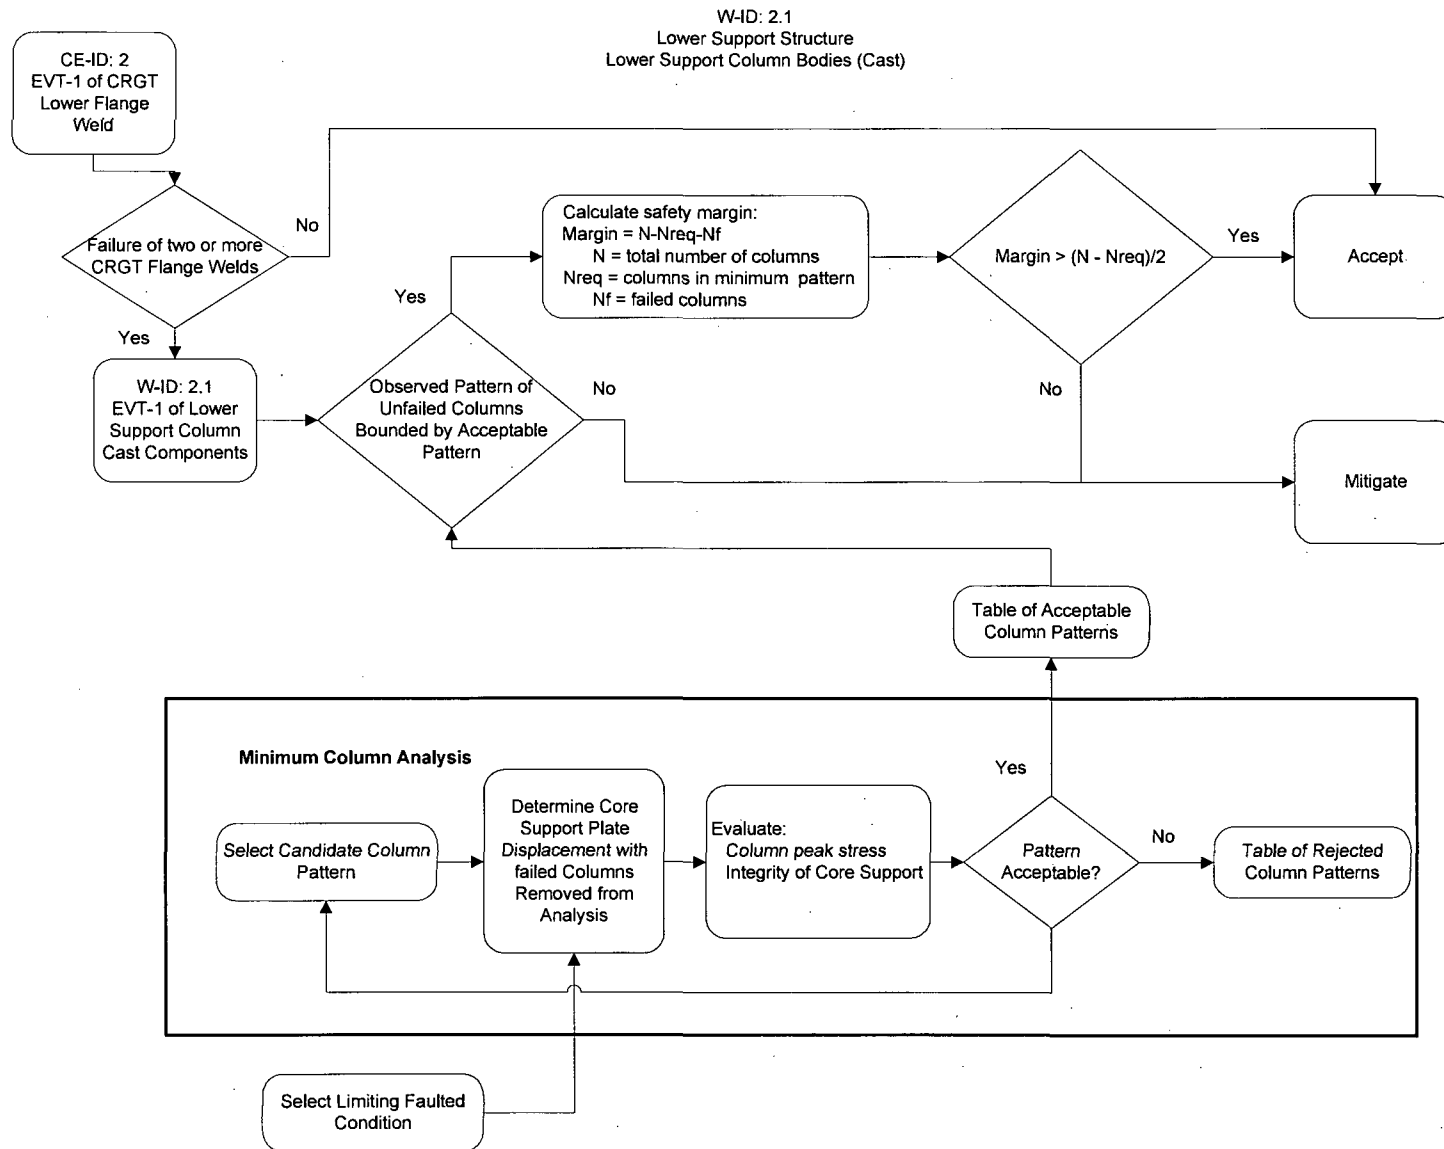 W-ID: 2.1
Lower Support Structure
Lower Support Column Bodies (Cast)
CE-ID: 2
EVT-1 of CRGT
Lower Flange
Weld
Failure of two or more
CRGT Flange Welds
No
Yes
W-ID: 2.1
EVT-1 of Lower
Support Column
Cast Components
Observed Pattern of
Unfailed Columns
Bounded by Acceptable
Pattern
Yes
No
Calculate safety margin:
Margin = N-Nreq-Nf
N = total number of columns
Nreq = columns in minimum pattern
Nf = failed columns
Margin > (N - Nreq)/2
Yes
No
Accept
Mitigate
Table of Acceptable
Column Patterns
Minimum Column Analysis
Select Candidate Column
Pattern
Determine Core
Support Plate
Displacement with
failed Columns
Removed from
Analysis
Evaluate:
Column peak stress
Integrity of Core Support
Yes
Pattern
Acceptable?
No
Table of Rejected
Column Patterns
Select Limiting Faulted
Condition